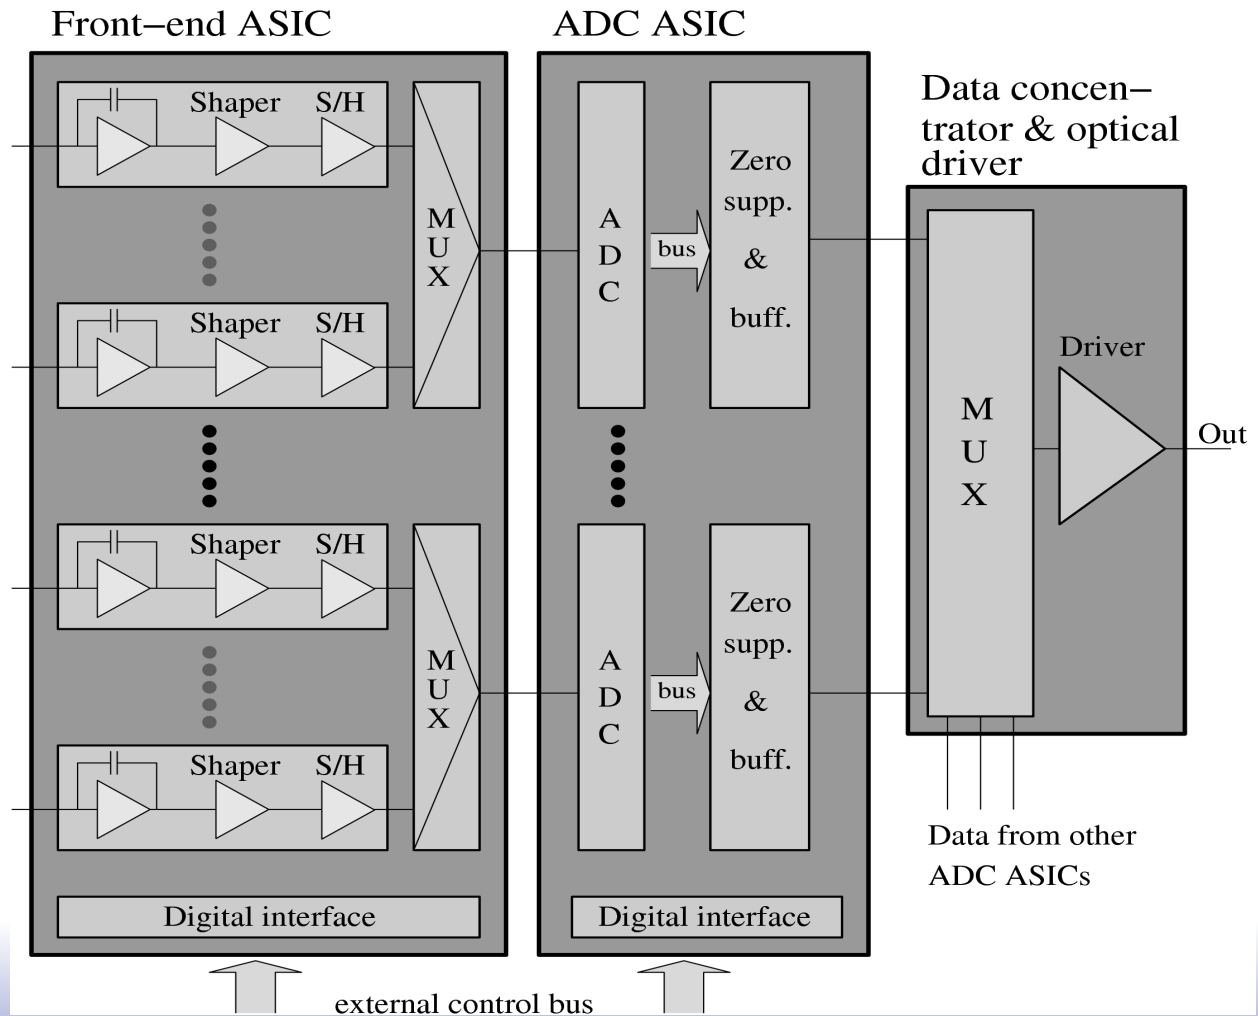 Front–end ASIC
ADC ASIC
Data concen–
trator & optical
driver
Shaper S/H
Shaper S/H
Shaper S/H
Shaper S/H
M
U
X
M
U
X
Digital interface
A
D
C
bus
Zero
supp.
&
buff.
A
D
C
bus
Zero
supp.
&
buff.
Digital interface
M
U
X
Driver
Out
Data from other
ADC ASICs
external control bus